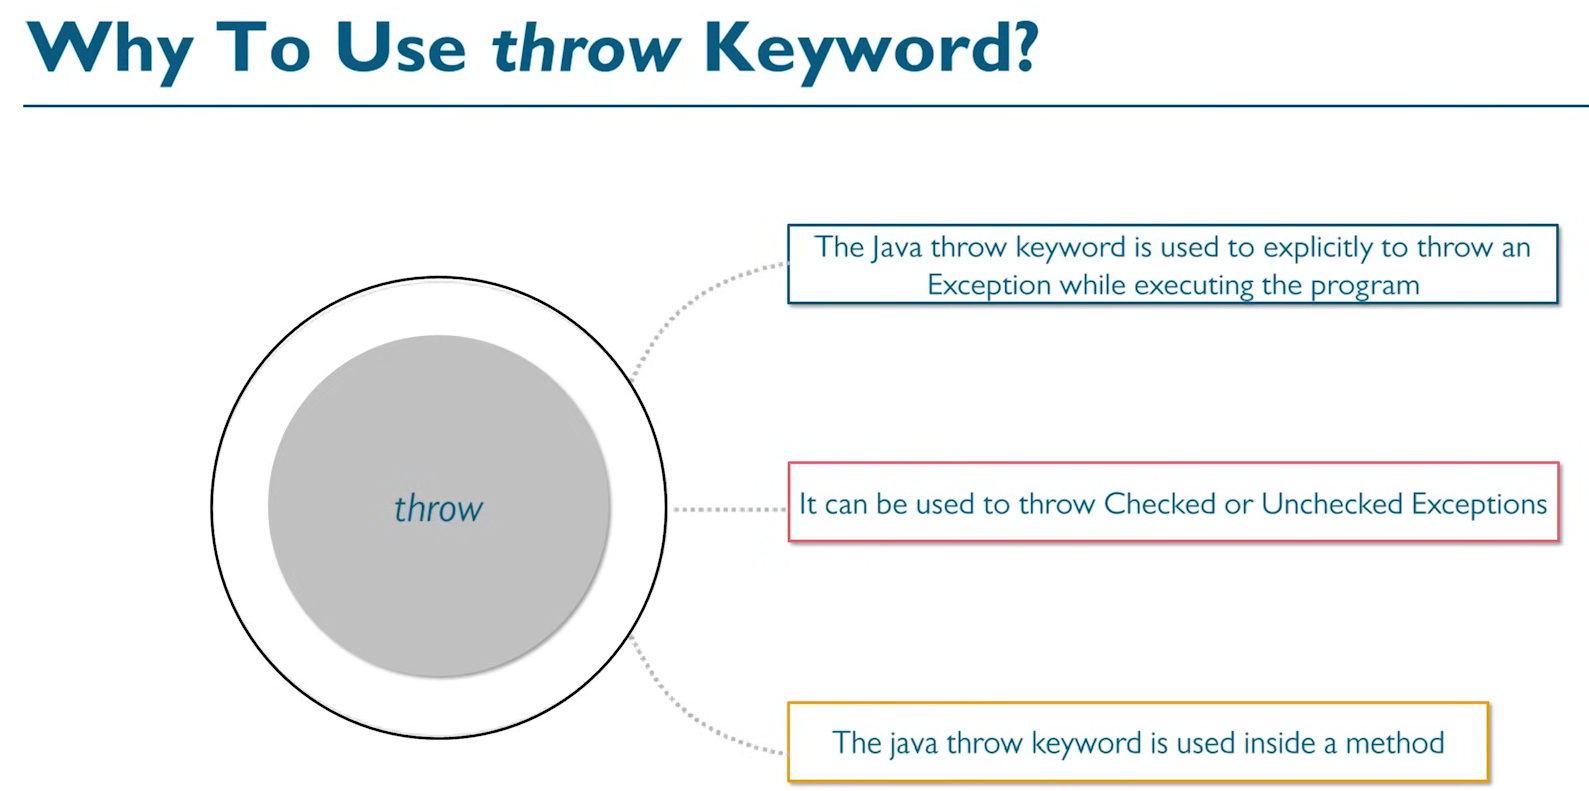 Why To Use throw Keyword?
The Java throw keyword is used to explicitly to throw an
Exception while executing the program
throw
It can be used to throw Checked or Unchecked Exceptions
The java throw keyword is used inside a method